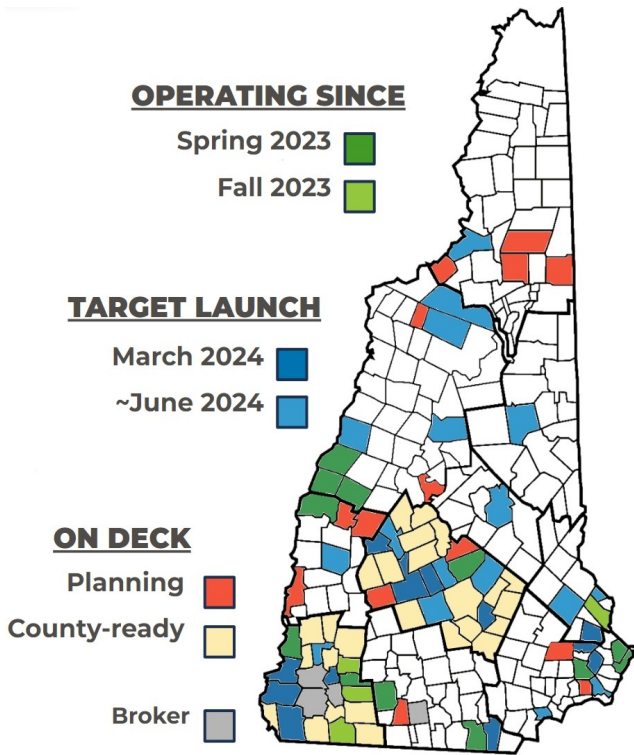 OPERATING SINCE
Spring 2023
Fall 2023
TARGET LAUNCH
March 2024
~June 2024
ON DECK
Planning
County-ready
Broker